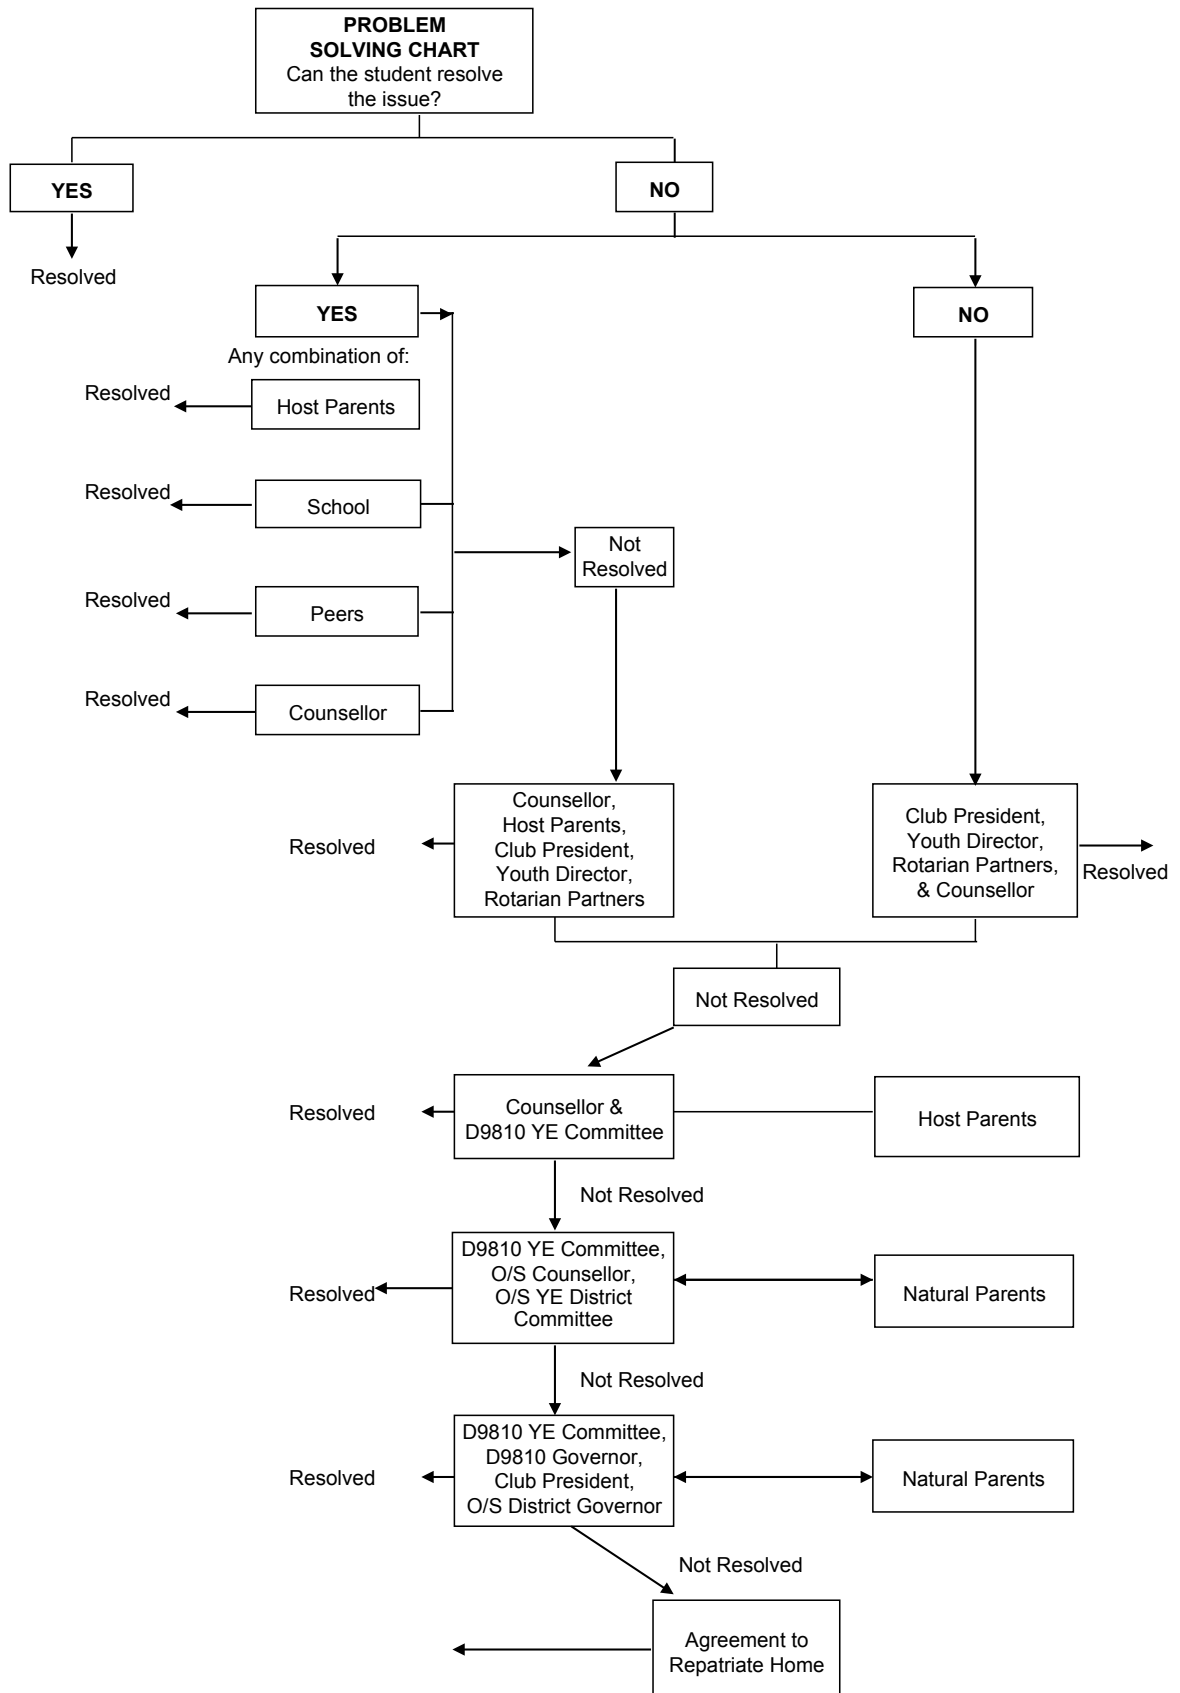 PROBLEM
SOLVING CHART
Can the student resolve
the issue?
YES
NO
Resolved
YES
NO
Any combination of:
Resolved
Host Parents
Resolved
School
Not
Resolved
Resolved
Peers
Resolved
Counsellor
Counsellor,
Host Parents,
Club President,
Youth Director,
Rotarian Partners
Resolved
Club President,
Youth Director,
Rotarian Partners,
& Counsellor
Resolved
Not Resolved
Resolved
Counsellor &
D9810 YE Committee
Host Parents
Not Resolved
Resolved
D9810 YE Committee,
O/S Counsellor,
O/S YE District
Committee
Natural Parents
Not Resolved
Resolved
D9810 YE Committee,
D9810 Governor,
Club President,
O/S District Governor
Natural Parents
Not Resolved
Agreement to
Repatriate Home